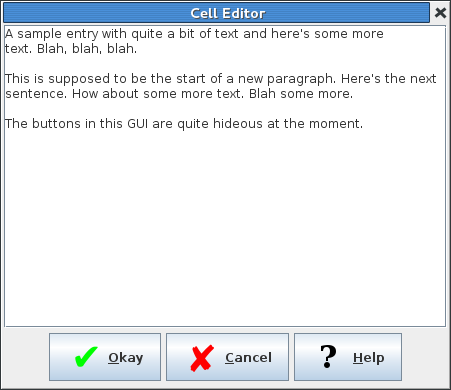 Cell Editor
A sample entry with quite a bit of text and here's some more
text. Blah, blah, blah.
This is supposed to be the start of a new paragraph. Here's the next
sentence. How about some more text. Blah some more.
The buttons in this GUI are quite hideous at the moment.
Okay
Cancel
? Help